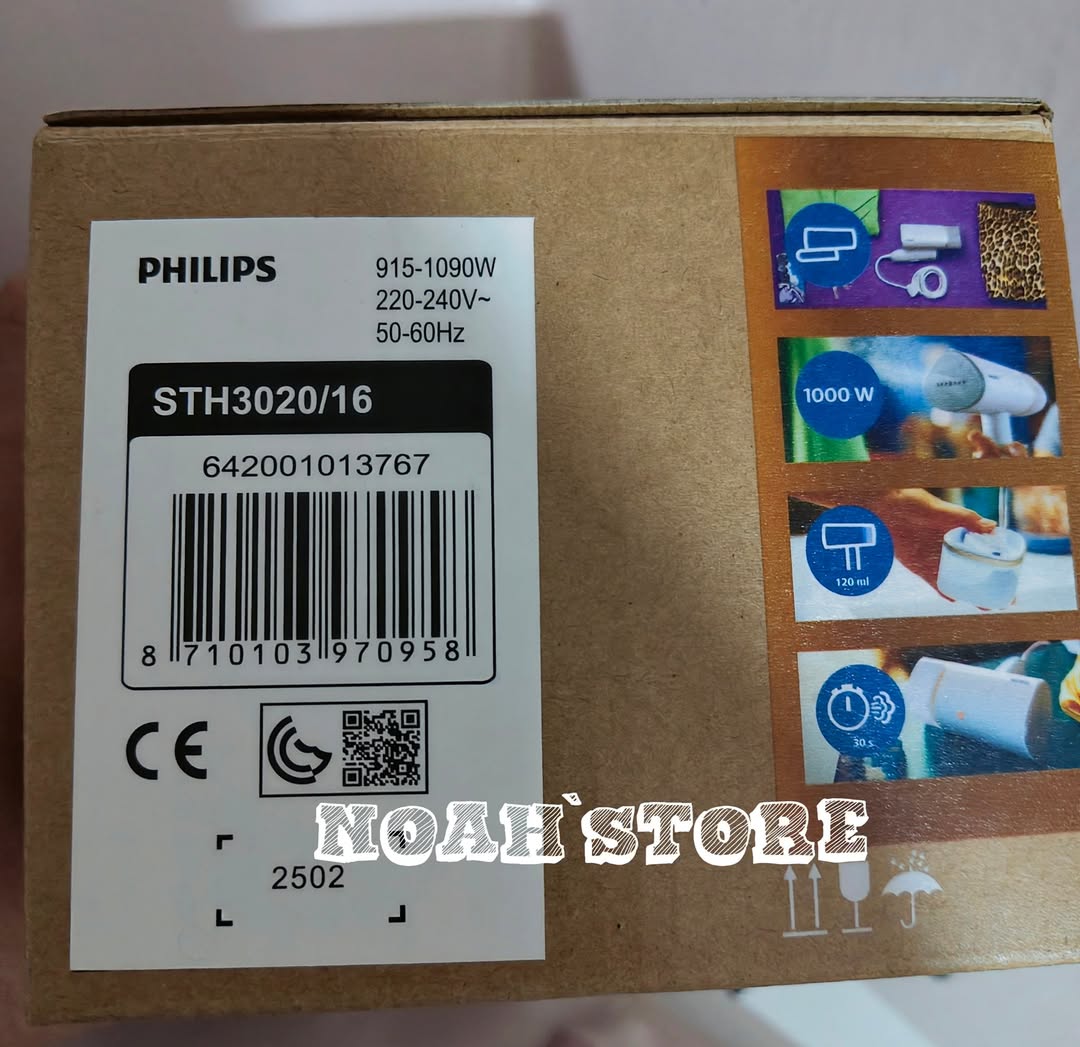 PHILIPS
915-1090W
220-240V~
50-60Hz
STH3020/16
642001013767
8 710103 970958
CE
2502
1000 W
120 ml
30 s
NOAH`STORE